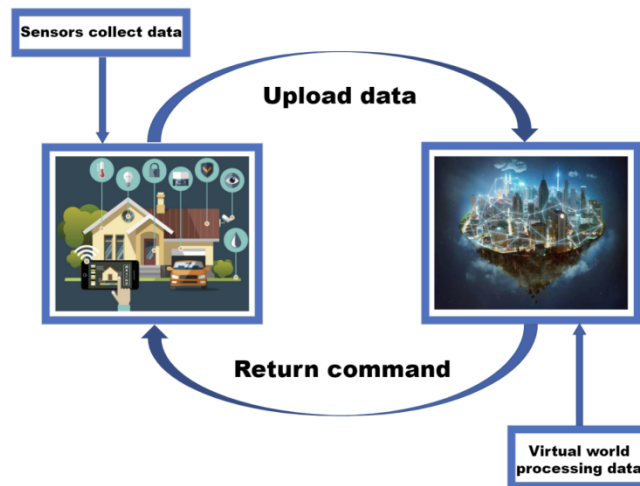 Sensors collect data
Upload data
Return command
Virtual world
processing data